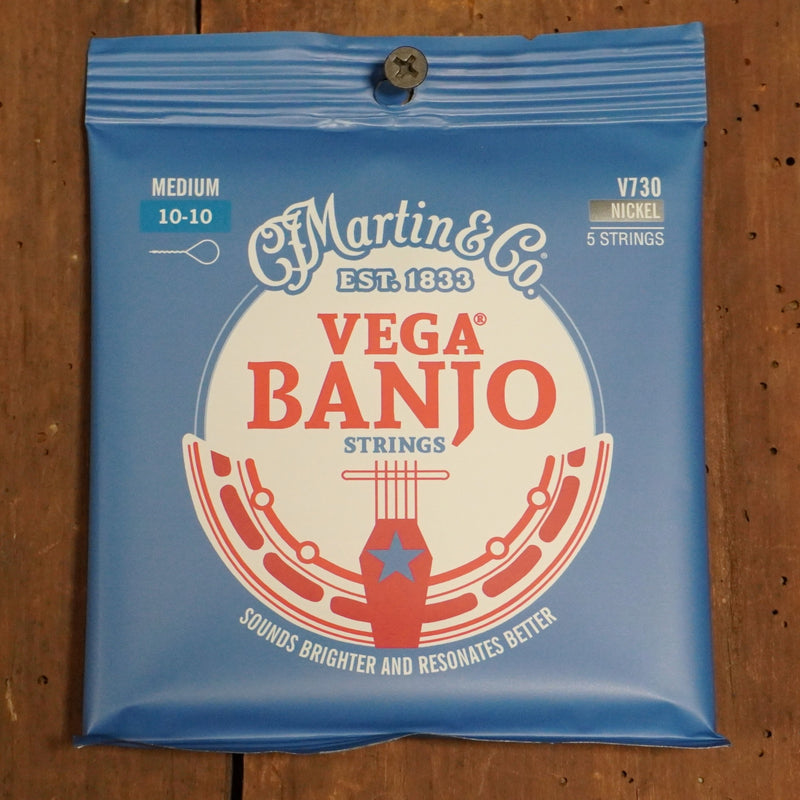 MEDIUM
10-10
V730
NICKEL
5 STRINGS
CFMartin & Co.®
EST. 1833
VEGA®
BANJO
STRINGS
SOUNDS BRIGHTER AND RESONATES BETTER